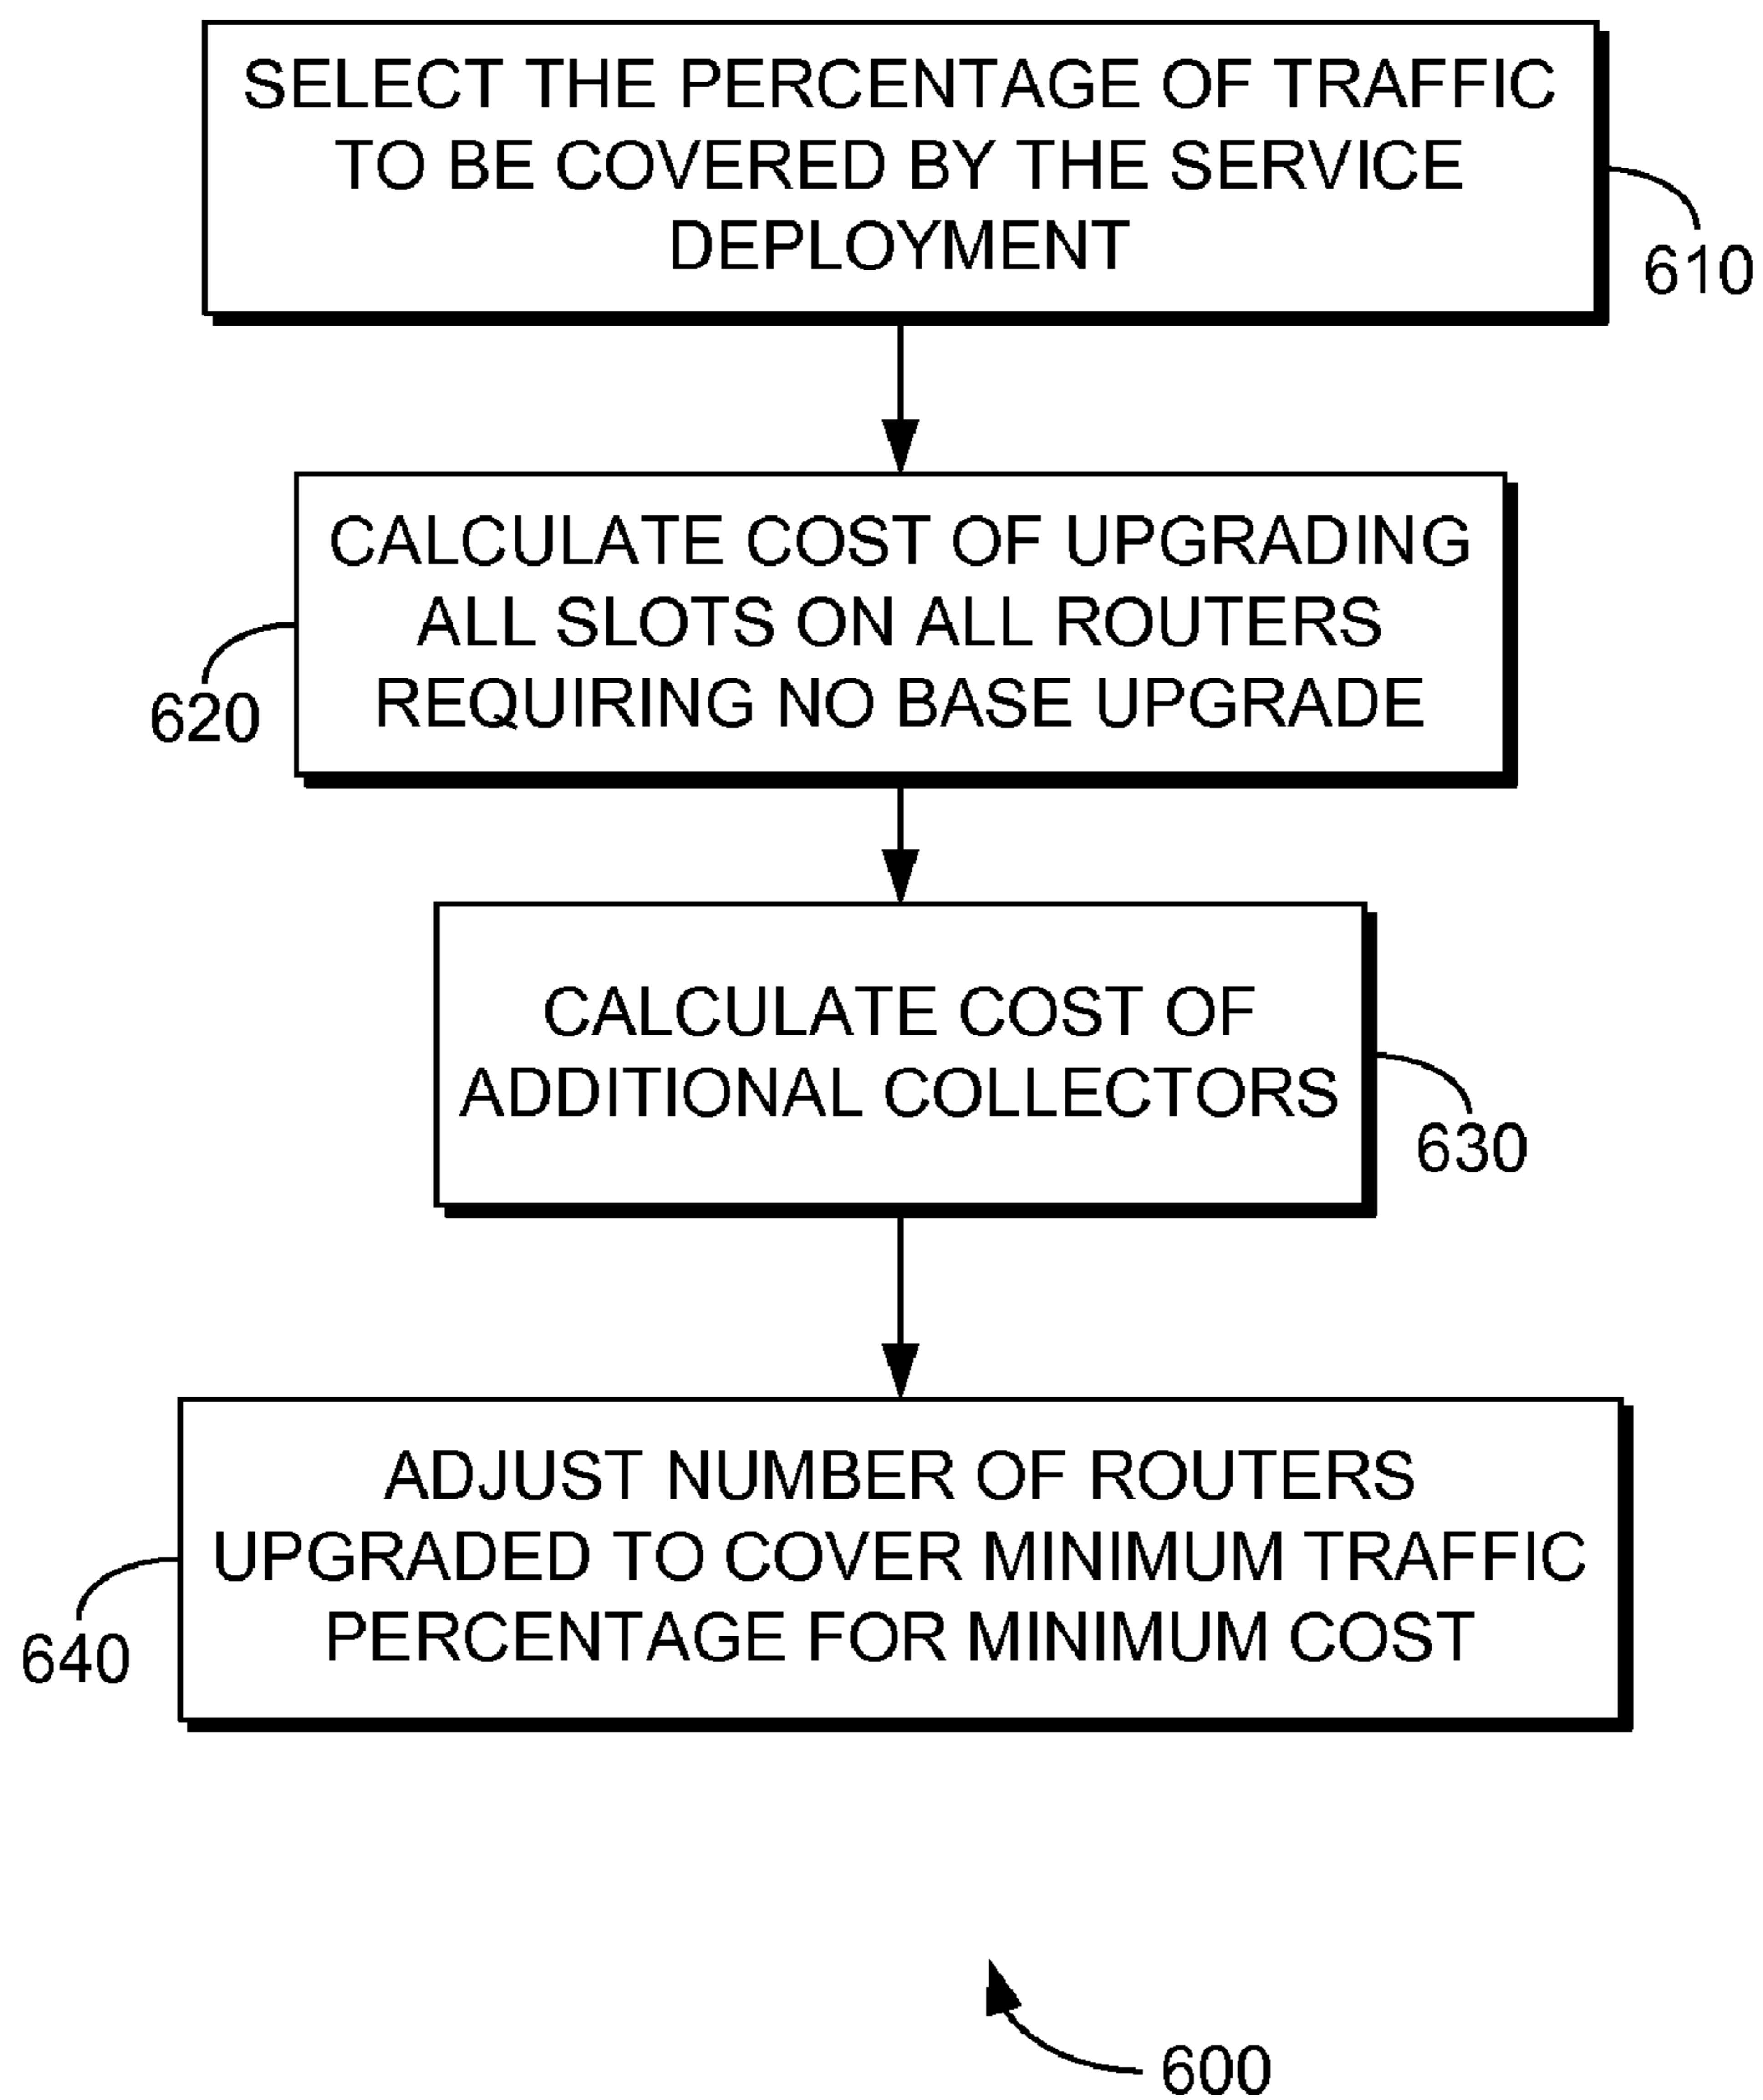 SELECT THE PERCENTAGE OF TRAFFIC
TO BE COVERED BY THE SERVICE
DEPLOYMENT
610
CALCULATE COST OF UPGRADING
ALL SLOTS ON ALL ROUTERS
REQUIRING NO BASE UPGRADE
620
CALCULATE COST OF
ADDITIONAL COLLECTORS
630
ADJUST NUMBER OF ROUTERS
UPGRADED TO COVER MINIMUM TRAFFIC
PERCENTAGE FOR MINIMUM COST
640
600